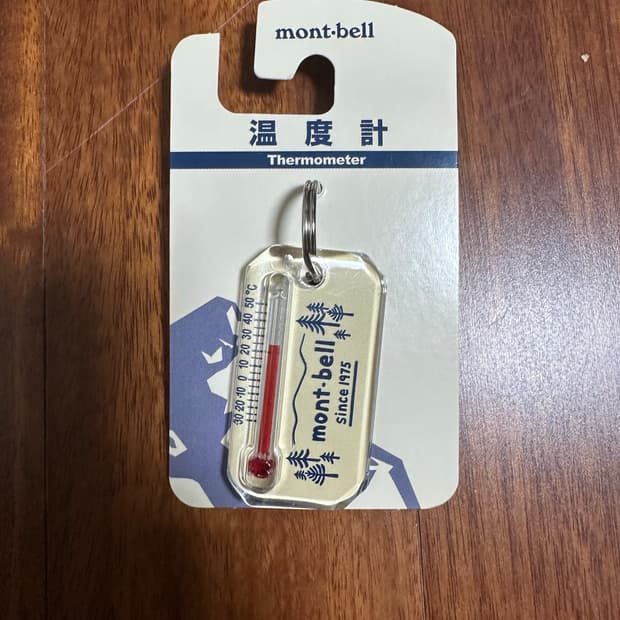 mont·bell
温度計
Thermometer
-30 -20 -10 0 10 20 30 40 50 °C
mont·bell
since 1975